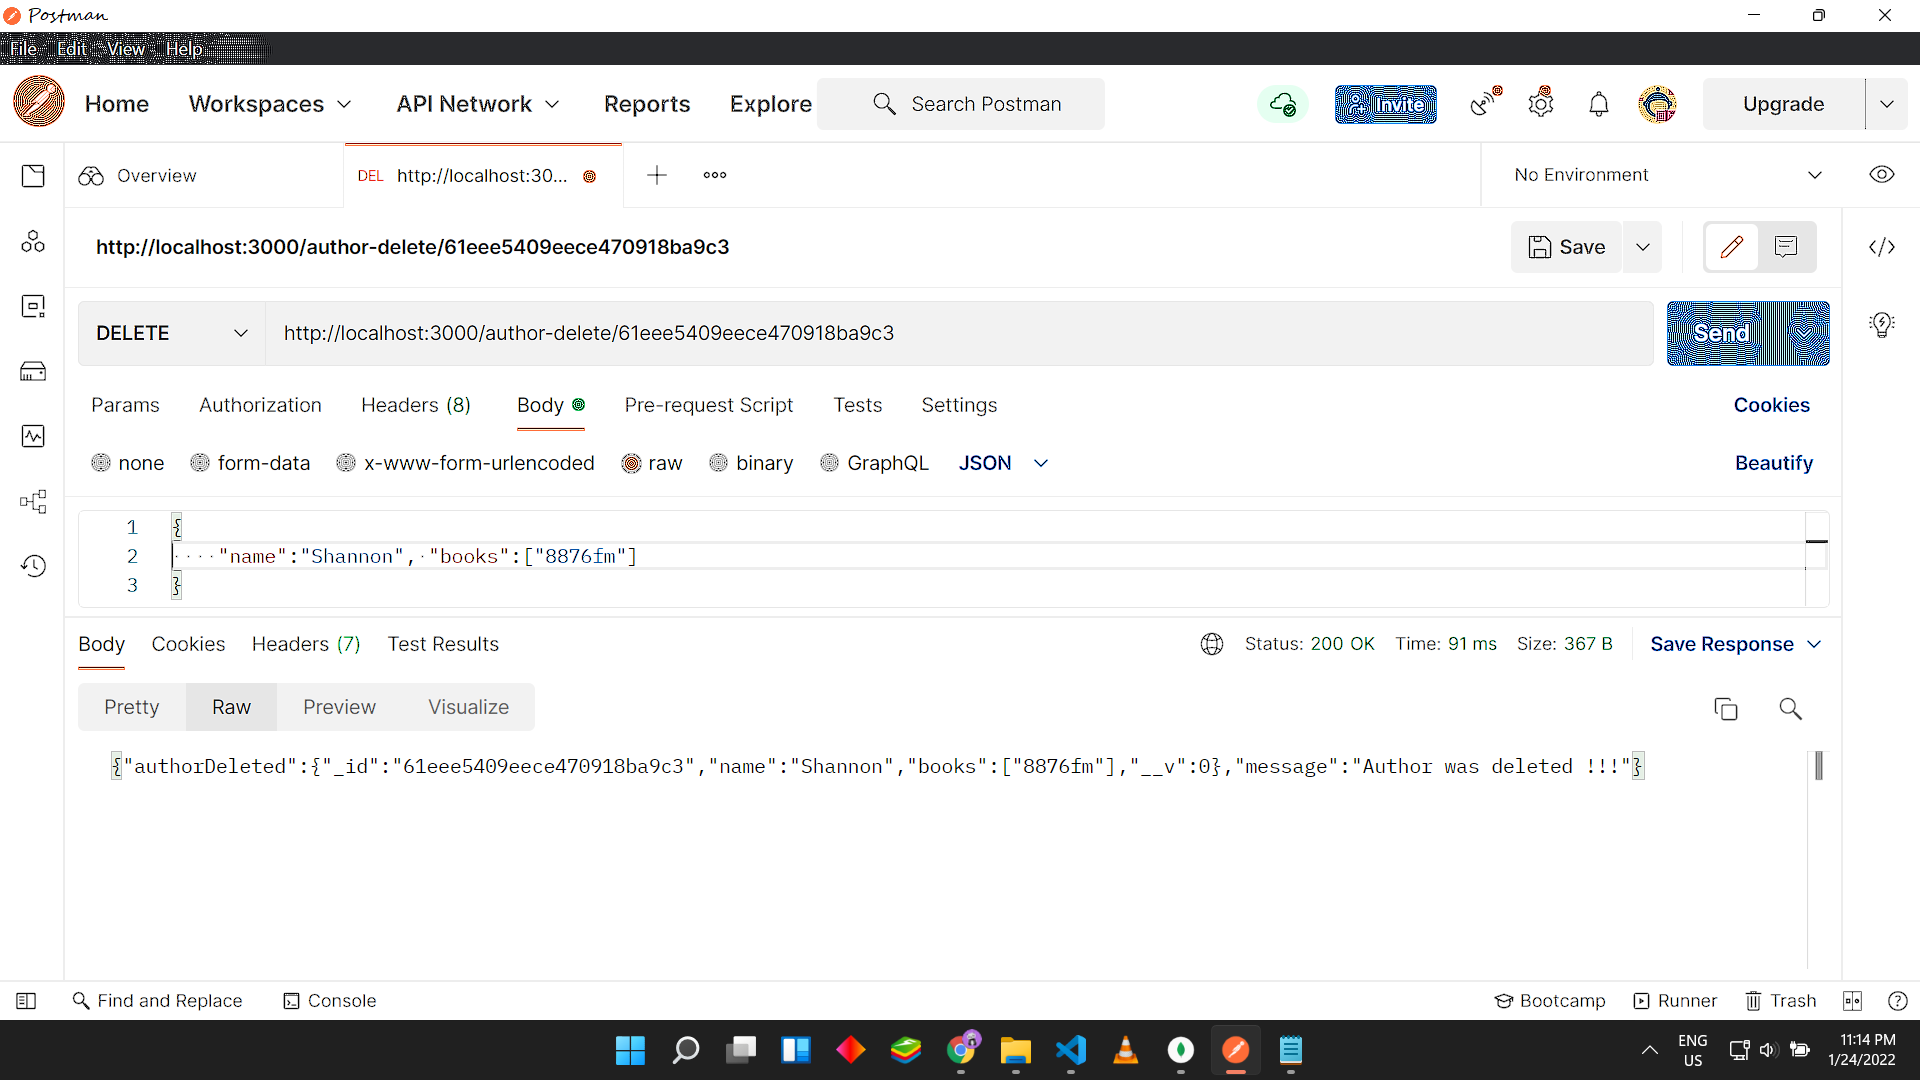 Postman
File Edit View Help
Home Workspaces API Network Reports Explore Search Postman Invite Upgrade
Overview DEL http://localhost:30... No Environment
http://localhost:3000/author-delete/61eee5409eece470918ba9c3 Save
DELETE http://localhost:3000/author-delete/61eee5409eece470918ba9c3 Send
Params Authorization Headers (8) Body Pre-request Script Tests Settings Cookies
none form-data x-www-form-urlencoded raw binary GraphQL JSON Beautify
1 {
2 "name":"Shannon", "books":["8876fm"]
3 }
Body Cookies Headers (7) Test Results Status: 200 OK Time: 91 ms Size: 367 B Save Response
Pretty Raw Preview Visualize
{"authorDeleted":{"_id":"61eee5409eece470918ba9c3","name":"Shannon","books":["8876fm"],"__v":0},"message":"Author was deleted !!!"}
Find and Replace Console Bootcamp Runner Trash
ENG 11:14 PM
US 1/24/2022